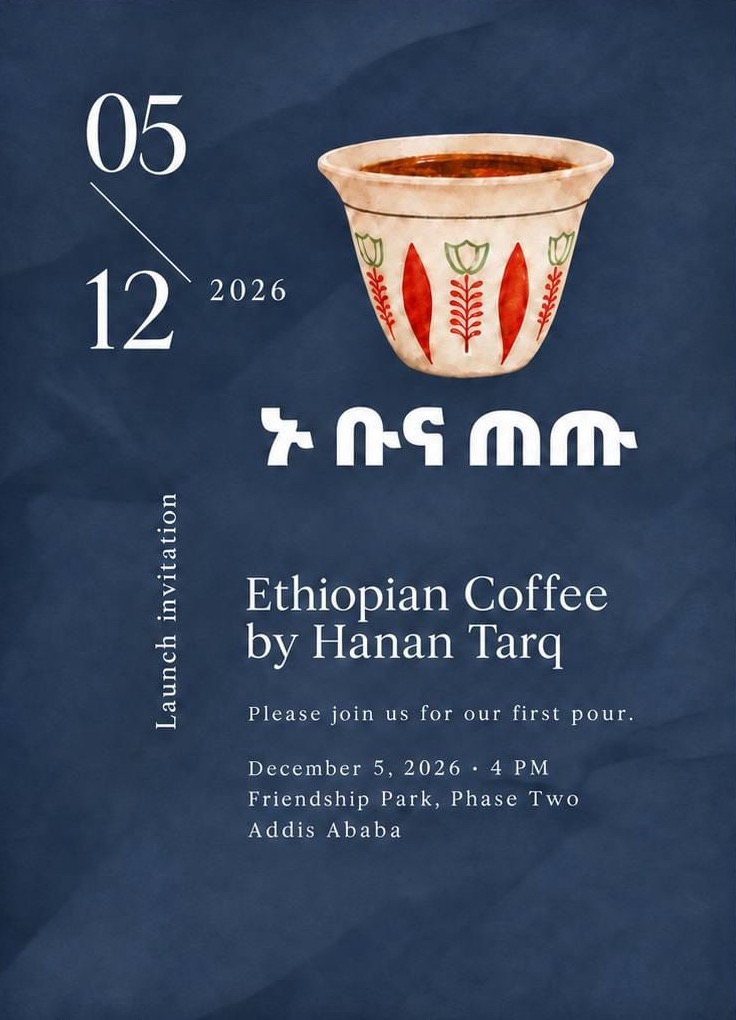 05
12
2026
ኑ ቡና ጠጡ
Launch invitation
Ethiopian Coffee
by Hanan Tarq
Please join us for our first pour.
December 5, 2026 · 4 PM
Friendship Park, Phase Two
Addis Ababa